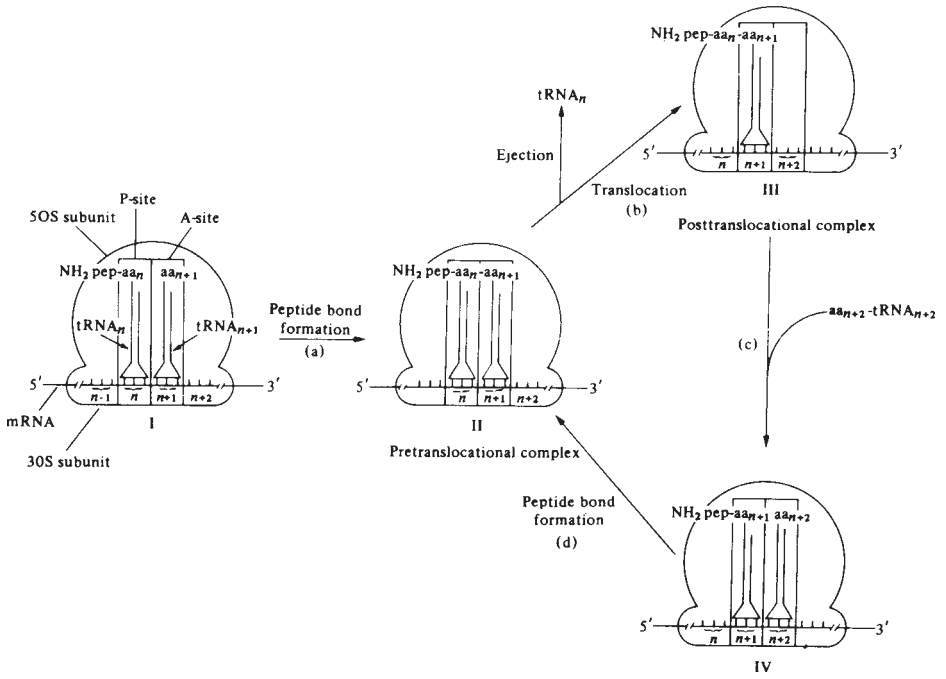 NH₂ pep-aaₙ-aaₙ₊₁
tRNAₙ
Ejection
5′
3′
n
n+1
n+2
Translocation
(b)
III
Posttranslocational complex
P-site
A-site
50S subunit
NH₂ pep-aaₙ
aaₙ₊₁
tRNAₙ
tRNAₙ₊₁
5′
3′
n-1
n
n+1
n+2
mRNA
I
30S subunit
Peptide bond
formation
(a)
NH₂ pep-aaₙ-aaₙ₊₁
5′
3′
n
n+1
n+2
II
Pretranslocational complex
(c)
aaₙ₊₂-tRNAₙ₊₂
Peptide bond
formation
(d)
NH₂ pep-aaₙ₊₁
aaₙ₊₂
5′
3′
n
n+1
n+2
IV